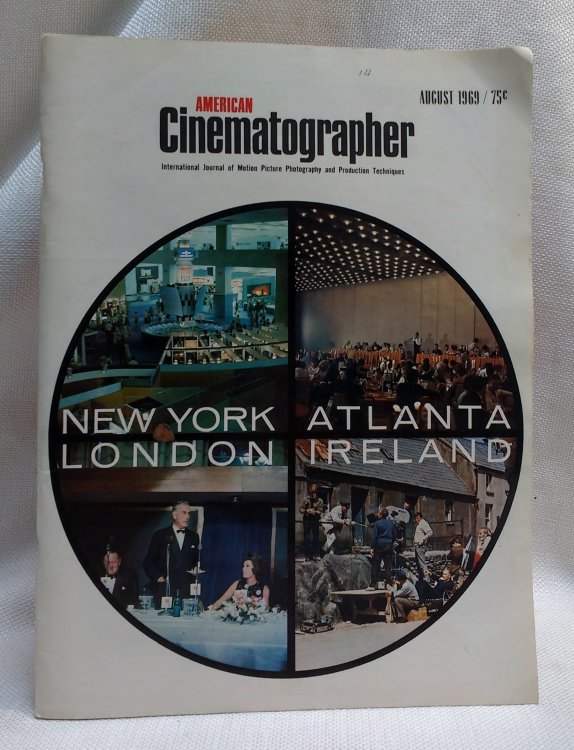 14
AUGUST 1969 / 75¢
AMERICAN
Cinematographer
International Journal of Motion Picture Photography and Production Techniques
NEW YORK
ATLANTA
LONDON
IRELAND